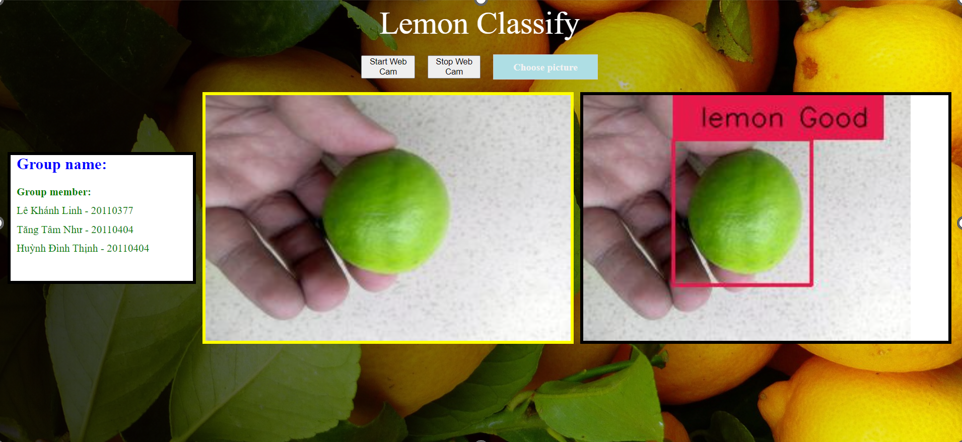 Lemon Classify
Start Web
Cam
Stop Web
Cam
Choose picture
Group name:
Group member:
Lê Khánh Linh - 20110377
Tăng Tâm Như - 20110404
Huỳnh Đình Thịnh - 20110404
lemon Good